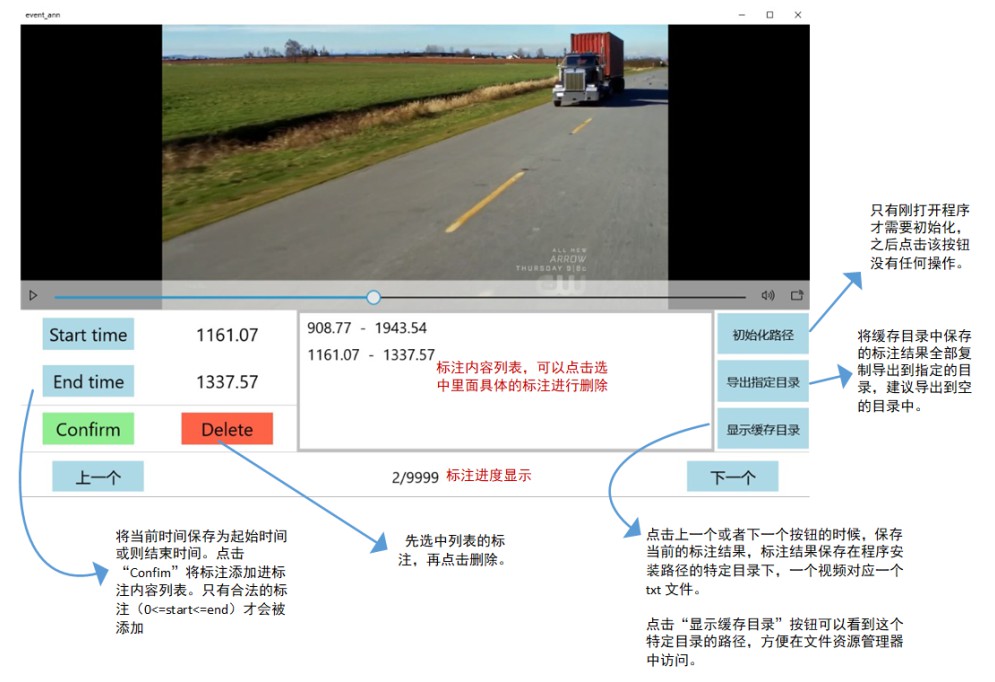 event_ann
ALL NEW
ARROW
THURSDAY 8|8c
CW
Start time
1161.07
End time
1337.57
Confirm
Delete
908.77 - 1943.54
1161.07 - 1337.57
标注内容列表，可以点击选
中里面具体的标注进行删除
初始化路径
导出指定目录
显示缓存目录
上一个
2/9999 标注进度显示
下一个
只有刚打开程序
才需要初始化，
之后点击该按钮
没有任何操作。
将缓存目录中保存
的标注结果全部复
制导出到指定的目
录，建议导出到空
的目录中。
将当前时间保存为起始时间
或则结束时间。点击
“Confim”将标注添加进标
注内容列表。只有合法的标
注（0<=start<=end）才会被
添加
先选中列表的标
注，再点击删除。
点击上一个或者下一个按钮的时候，保存
当前的标注结果，标注结果保存在程序安
装路径的特定目录下，一个视频对应一个
txt 文件。
点击“显示缓存目录”按钮可以看到这个
特定目录的路径，方便在文件资源管理器
中访问。